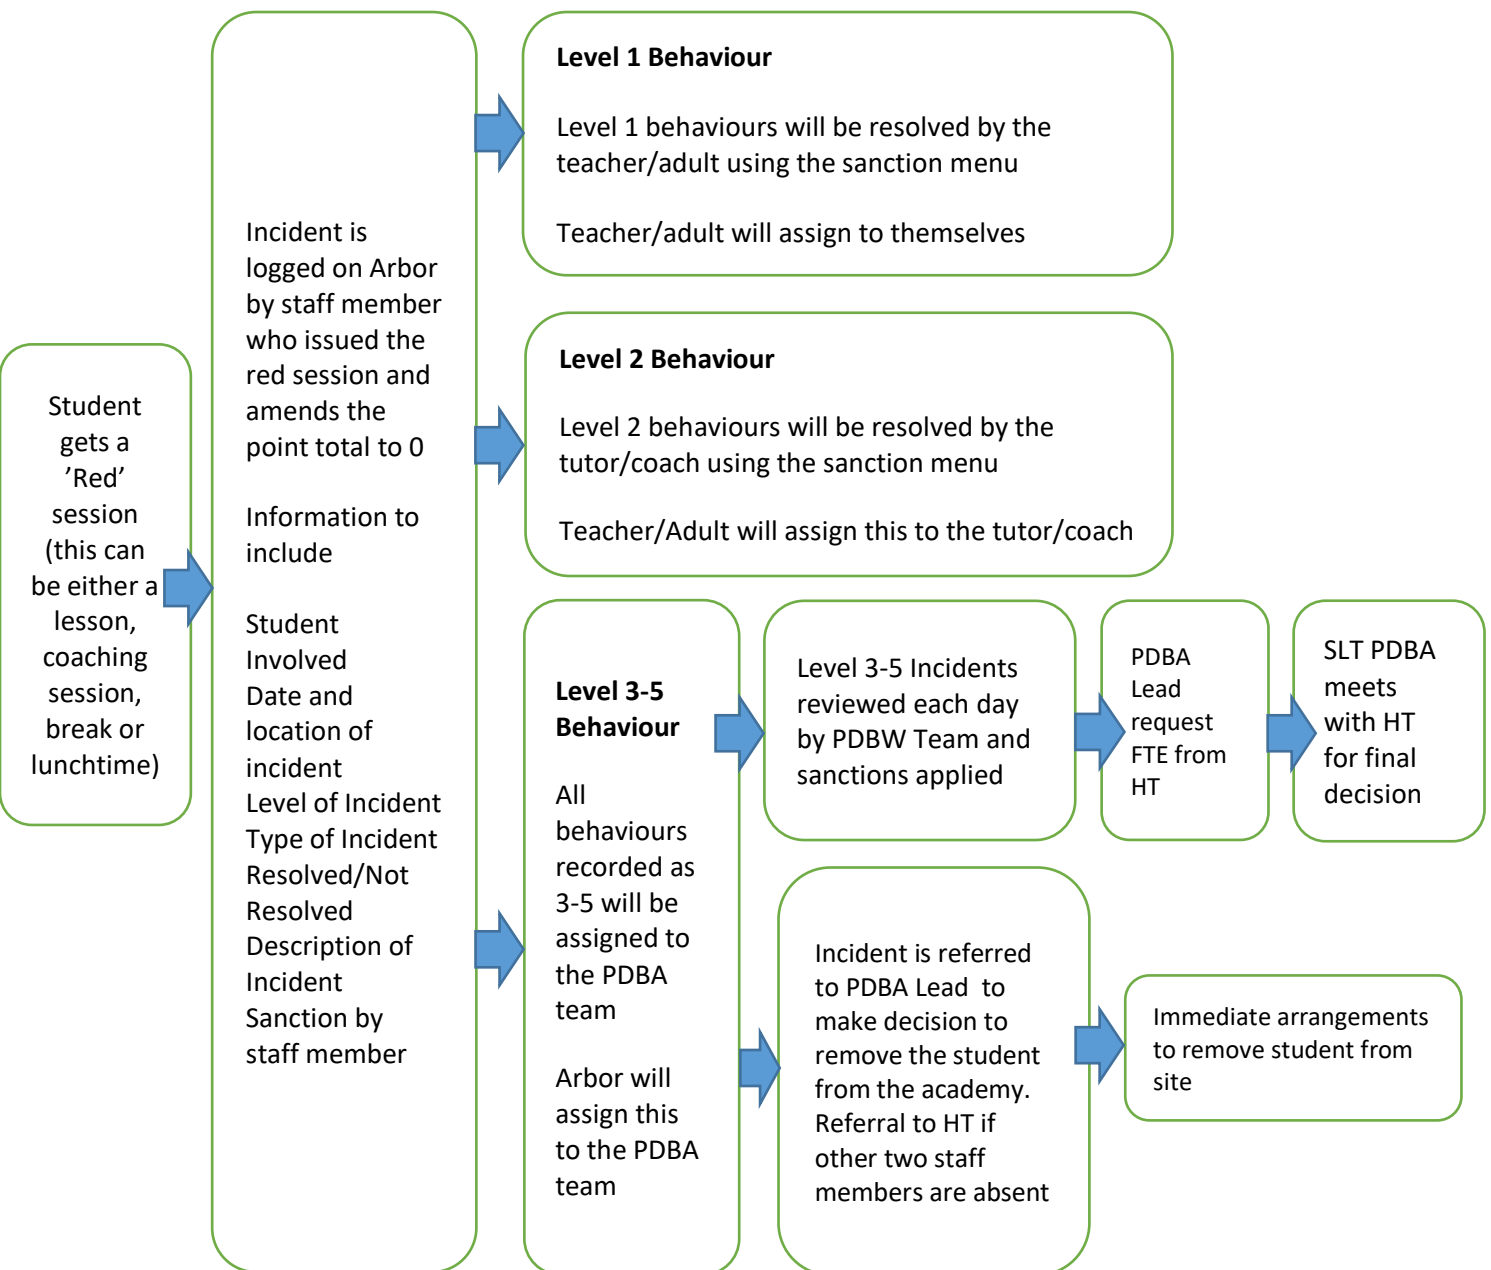 Student
gets a
’Red’
session
(this can
be either a
lesson,
coaching
session,
break or
lunchtime)
Incident is
logged on Arbor
by staff member
who issued the
red session and
amends the
point total to 0
Information to
include
Student
Involved
Date and
location of
incident
Level of Incident
Type of Incident
Resolved/Not
Resolved
Description of
Incident
Sanction by
staff member
Level 1 Behaviour
Level 1 behaviours will be resolved by the
teacher/adult using the sanction menu
Teacher/adult will assign to themselves
Level 2 Behaviour
Level 2 behaviours will be resolved by the
tutor/coach using the sanction menu
Teacher/Adult will assign this to the tutor/coach
Level 3-5
Behaviour
All
behaviours
recorded as
3-5 will be
assigned to
the PDBA
team
Arbor will
assign this
to the PDBA
team
Level 3-5 Incidents
reviewed each day
by PDBW Team and
sanctions applied
PDBA
Lead
request
FTE from
HT
SLT PDBA
meets
with HT
for final
decision
Incident is referred
to PDBA Lead to
make decision to
remove the student
from the academy.
Referral to HT if
other two staff
members are absent
Immediate arrangements
to remove student from
site